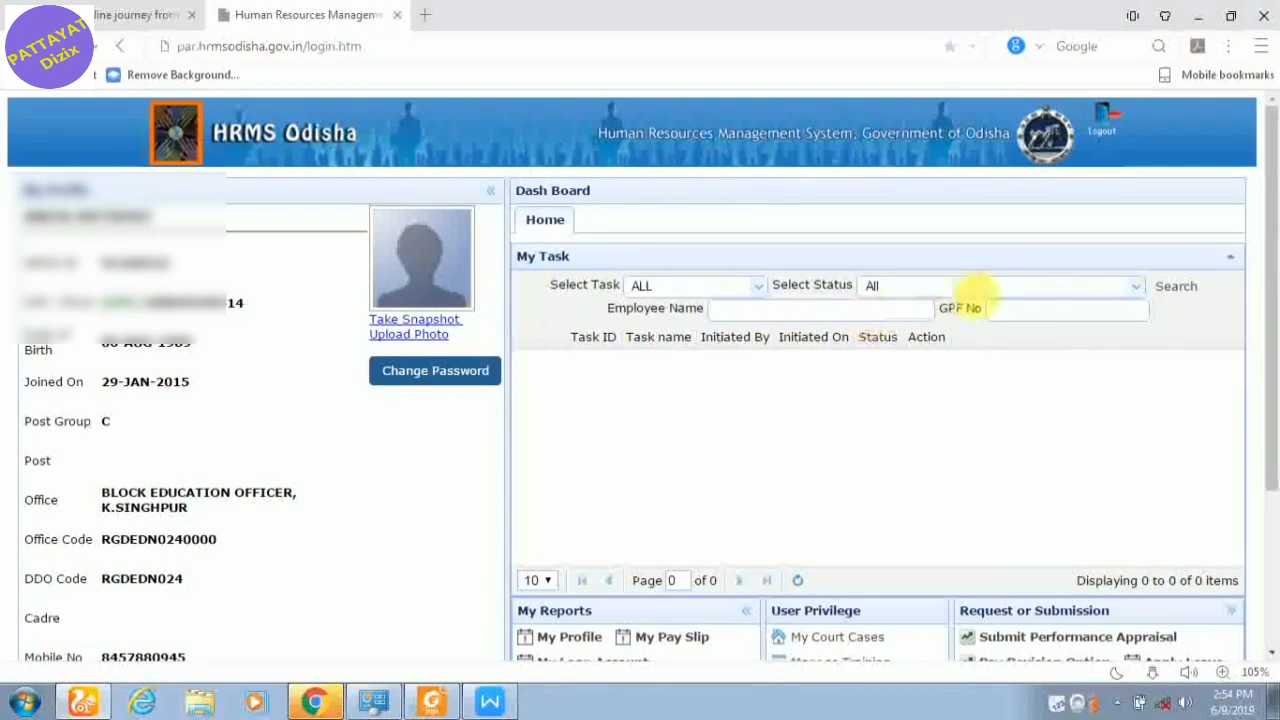 PATTAYAT
Dizix
line journey from
Human Resources Managem
par.hrmsodisha.gov.in/login.htm
Google
Remove Background...
Mobile bookmarks
HRMS Odisha
Human Resources Management System, Government of Odisha
logout
Dash Board
Home
My Task
Select Task ALL Select Status All Search
Employee Name GPF No
Task ID Task name Initiated By Initiated On Status Action
14
Take Snapshot
Upload Photo
Change Password
Birth
Joined On 29-JAN-2015
Post Group C
Post
Office BLOCK EDUCATION OFFICER, K.SINGHPUR
Office Code RGDEDN0240000
DDO Code RGDEDN024
Cadre
Mobile No 8457880945
10 Page 0 of 0 Displaying 0 to 0 of 0 items
My Reports
My Profile My Pay Slip
User Privilege
My Court Cases
Request or Submission
Submit Performance Appraisal
105%
2:54 PM
6/9/2019